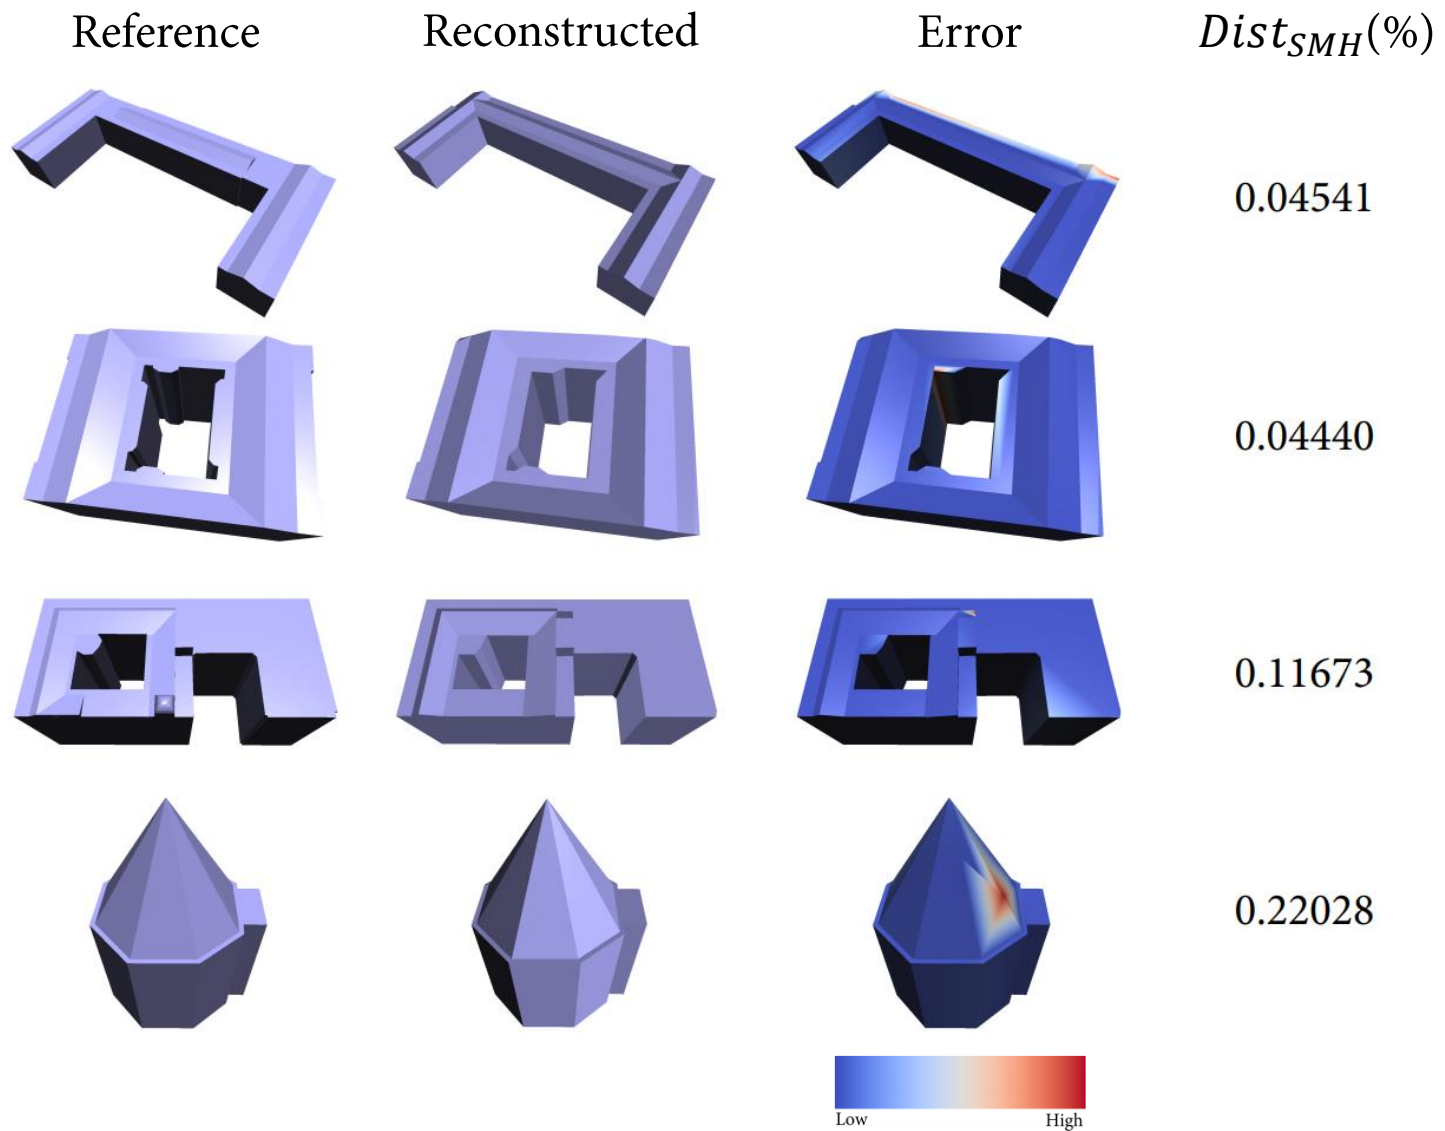 Reference Reconstructed Error Dist_SMH(%)
0.04541
0.04440
0.11673
0.22028
Low High